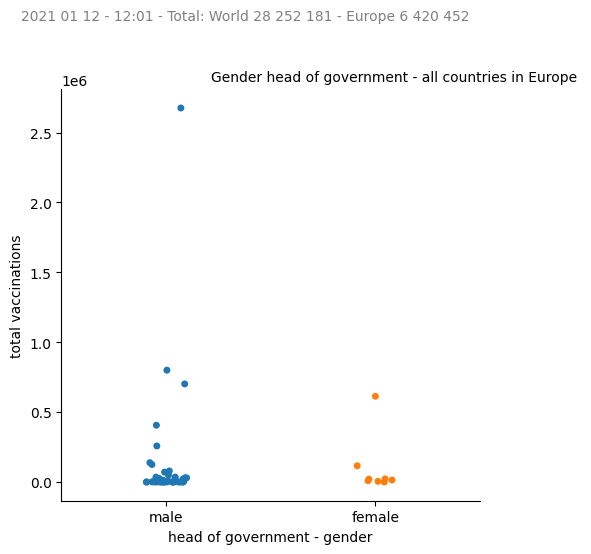 2021 01 12 - 12:01 - Total: World 28 252 181 - Europe 6 420 452
1e6
Gender head of government - all countries in Europe
2.5
2.0
1.5
1.0
0.5
0.0
total vaccinations
male
female
head of government - gender